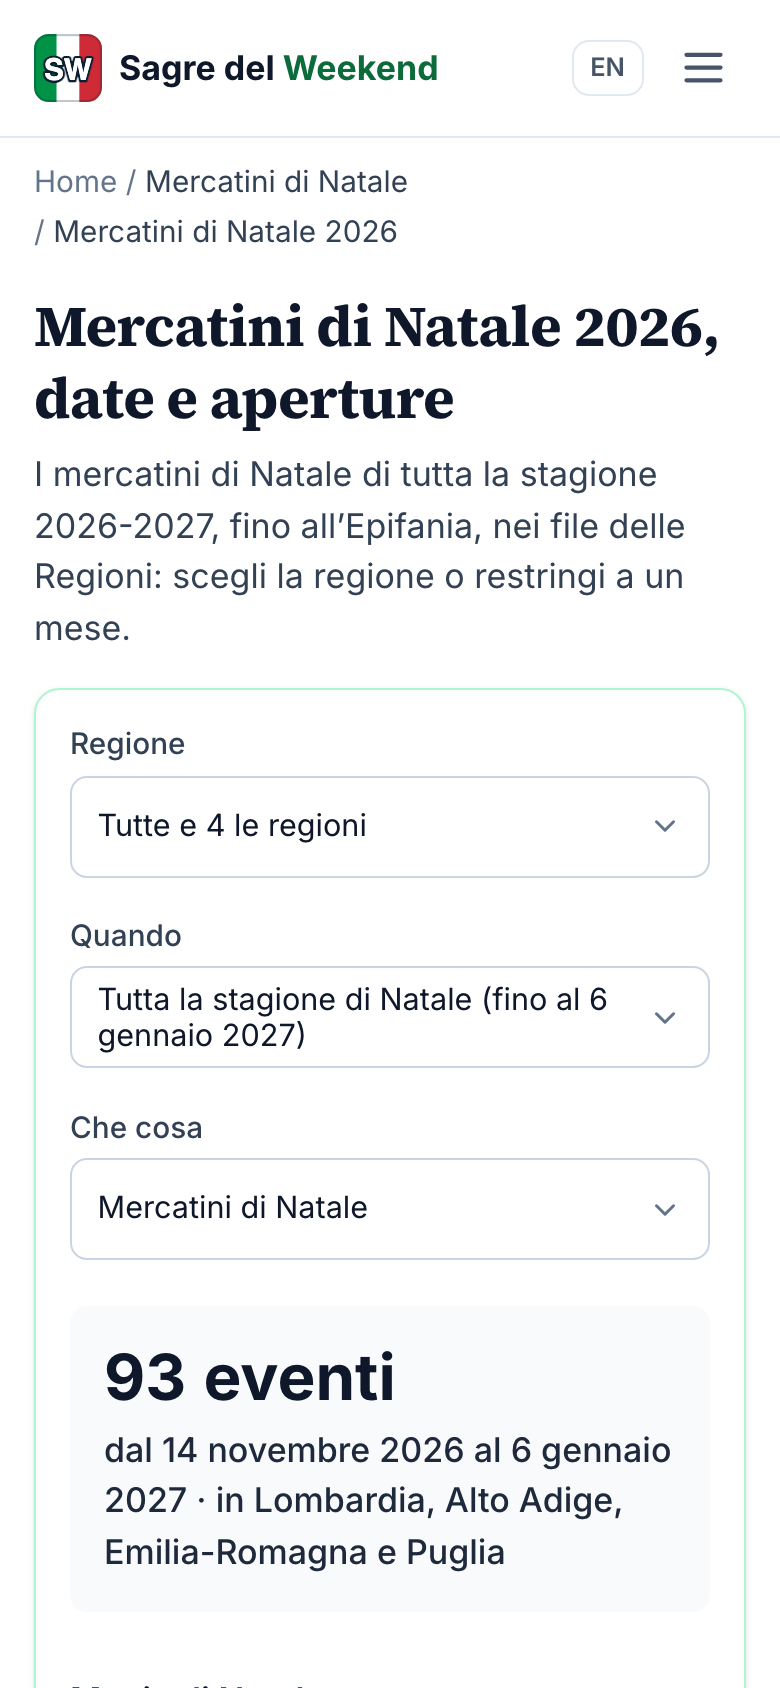 SW Sagre del Weekend EN
Home / Mercatini di Natale
/ Mercatini di Natale 2026
Mercatini di Natale 2026,
date e aperture
I mercatini di Natale di tutta la stagione
2026-2027, fino all’Epifania, nei file delle
Regioni: scegli la regione o restringi a un
mese.
Regione
Tutte e 4 le regioni
Quando
Tutta la stagione di Natale (fino al 6
gennaio 2027)
Che cosa
Mercatini di Natale
93 eventi
dal 14 novembre 2026 al 6 gennaio
2027 · in Lombardia, Alto Adige,
Emilia-Romagna e Puglia